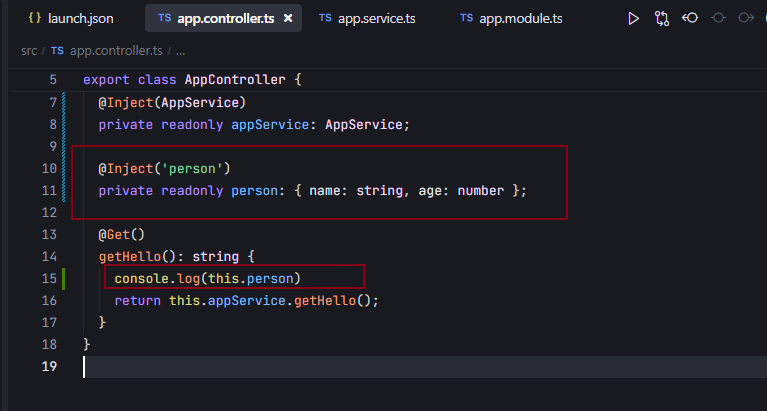 { } launch.json TS app.controller.ts × TS app.service.ts TS app.module.ts
src / TS app.controller.ts / ...
5 export class AppController {
7 @Inject(AppService)
8 private readonly appService: AppService;
9
10 @Inject('person')
11 private readonly person: { name: string, age: number };
12
13 @Get()
14 getHello(): string {
15 console.log(this.person)
16 return this.appService.getHello();
17 }
18 }
19